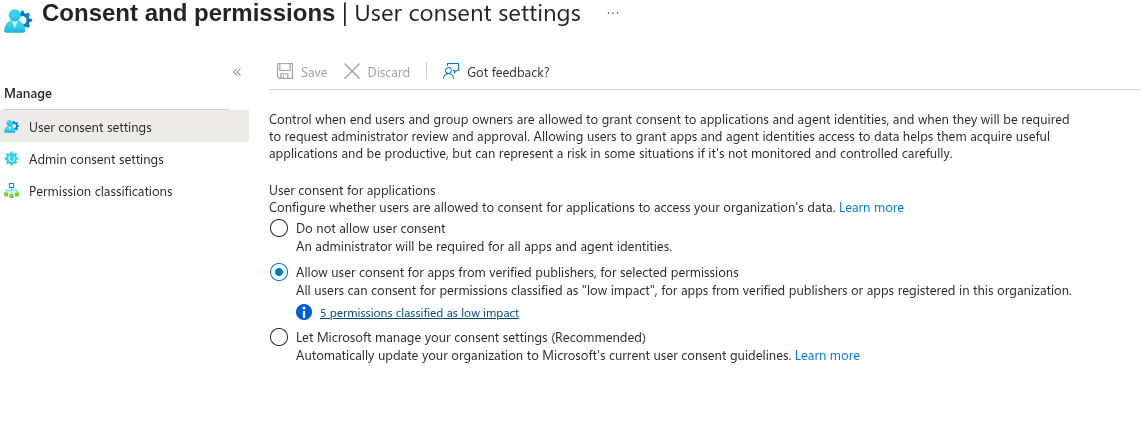 Consent and permissions | User consent settings ...
«
Save Discard Got feedback?
Manage
User consent settings
Admin consent settings
Permission classifications
Control when end users and group owners are allowed to grant consent to applications and agent identities, and when they will be required
to request administrator review and approval. Allowing users to grant apps and agent identities access to data helps them acquire useful
applications and be productive, but can represent a risk in some situations if it's not monitored and controlled carefully.
User consent for applications
Configure whether users are allowed to consent for applications to access your organization's data. Learn more
Do not allow user consent
An administrator will be required for all apps and agent identities.
Allow user consent for apps from verified publishers, for selected permissions
All users can consent for permissions classified as "low impact", for apps from verified publishers or apps registered in this organization.
5 permissions classified as low impact
Let Microsoft manage your consent settings (Recommended)
Automatically update your organization to Microsoft's current user consent guidelines. Learn more